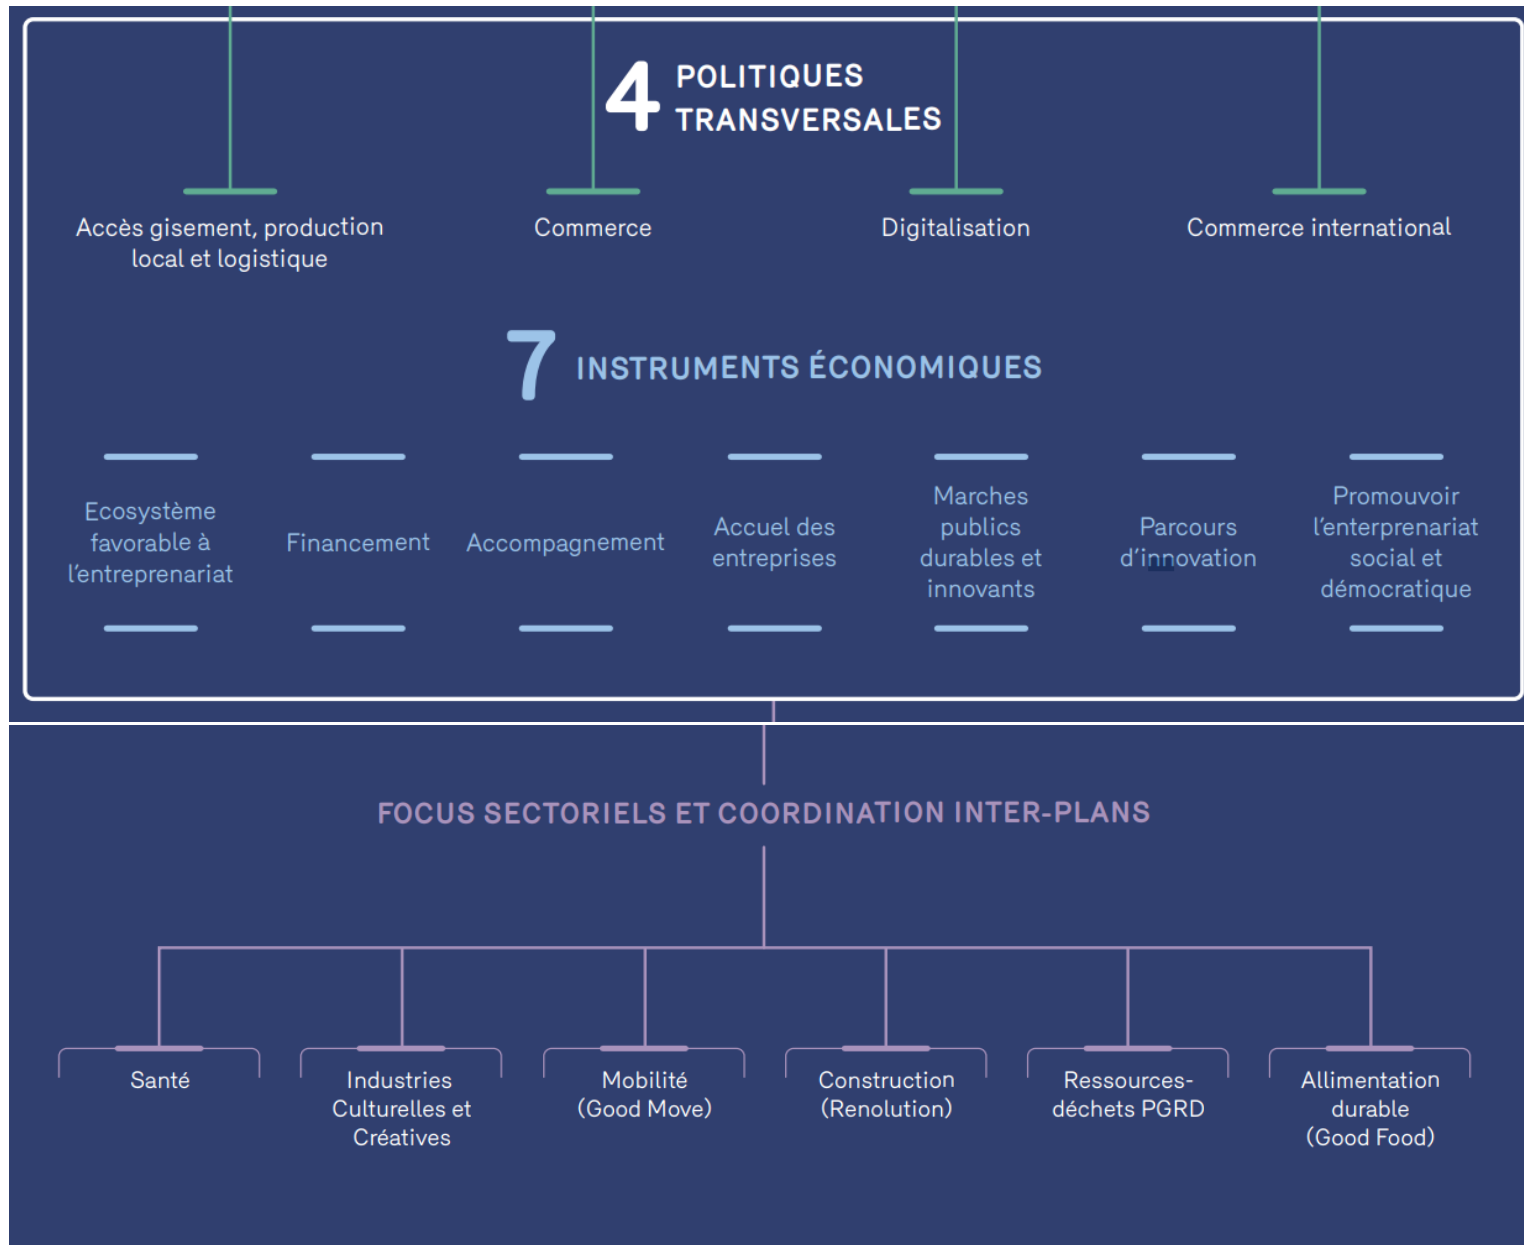 4 POLITIQUES
TRANSVERSALES
Accès gisement, production
local et logistique
Commerce
Digitalisation
Commerce international
7 INSTRUMENTS ÉCONOMIQUES
Ecosystème
favorable à
l'entreprenariat
Financement
Accompagnement
Accuel des
entreprises
Marches
publics
durables et
innovants
Parcours
d'innovation
Promouvoir
l'enterprenariat
social et
démocratique
FOCUS SECTORIELS ET COORDINATION INTER-PLANS
Santé
Industries
Culturelles et
Créatives
Mobilité
(Good Move)
Construction
(Renolution)
Ressources-
déchets PGRD
Allimentation
durable
(Good Food)